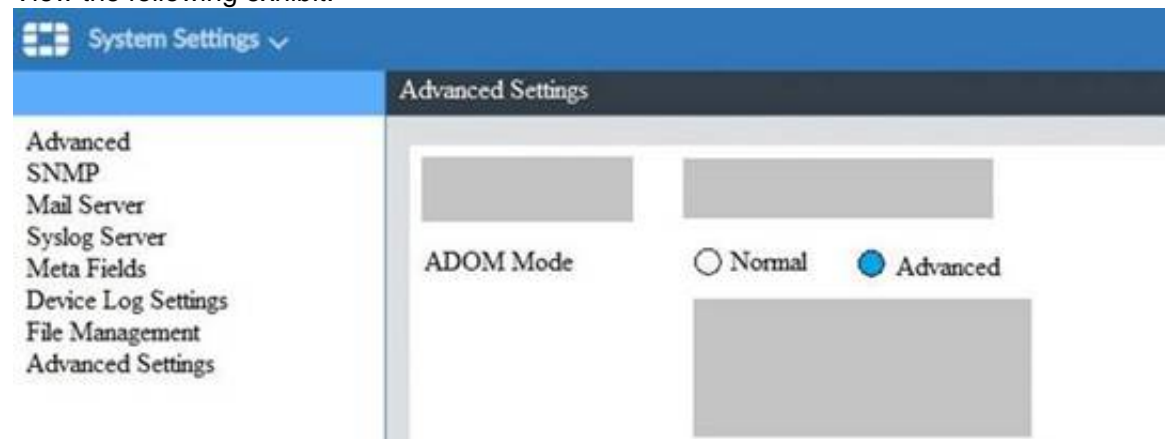 View the following exhibit.
System Settings
Advanced Settings
Advanced
SNMP
Mail Server
Syslog Server
Meta Fields
Device Log Settings
File Management
Advanced Settings
ADOM Mode
Normal
Advanced